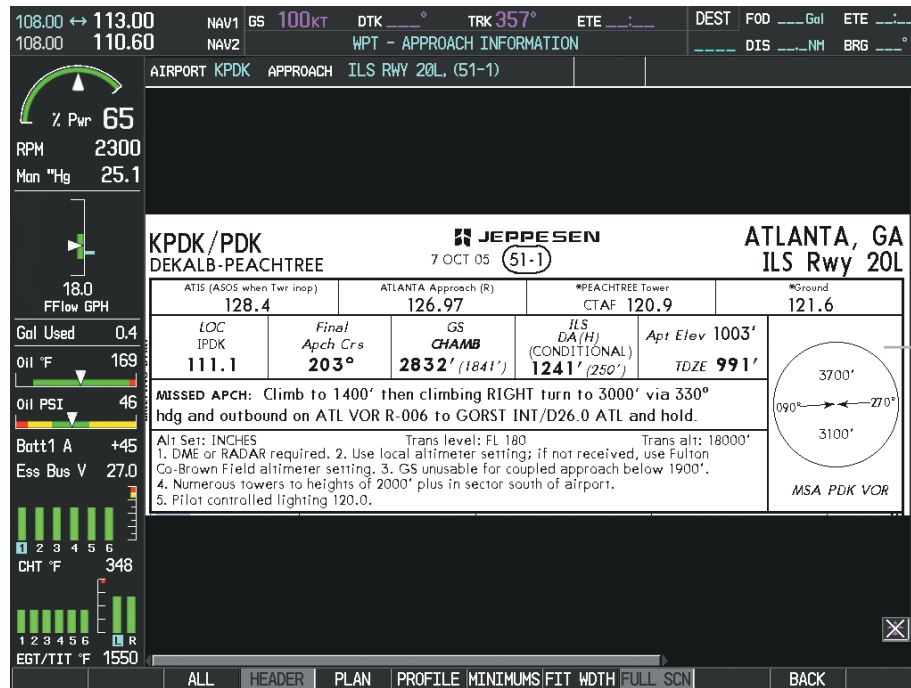 108.00 ↔ 113.00 NAV1 GS 100KT DTK ___° TRK 357° ETE __:__ DEST FOD ___Gal ETE __:__
108.00 110.60 NAV2 WPT - APPROACH INFORMATION ____ DIS __._NM BRG ___°
AIRPORT KPDK APPROACH ILS RWY 20L, (51-1)
% Pwr 65
RPM 2300
Man "Hg 25.1
18.0
FFlow GPH
Gal Used 0.4
Oil °F 169
Oil PSI 46
Batt1 A +45
Ess Bus V 27.0
1 2 3 4 5 6
CHT °F 348
1 2 3 4 5 6 L R
EGT/TIT °F 1550
KPDK/PDK JEPPESEN ATLANTA, GA
DEKALB-PEACHTREE 7 OCT 05 51-1 ILS Rwy 20L
ATIS (ASOS when Twr inop) ATLANTA Approach (R) *PEACHTREE Tower *Ground
128.4 126.97 CTAF 120.9 121.6
LOC IPDK 111.1
Final Apch Crs 203°
GS CHAMB 2832' (1841')
ILS DA(H) (CONDITIONAL) 1241' (250')
Apt Elev 1003'
TDZE 991'
MISSED APCH: Climb to 1400' then climbing RIGHT turn to 3000' via 330°
hdg and outbound on ATL VOR R-006 to GORST INT/D26.0 ATL and hold.
Alt Set: INCHES Trans level: FL 180 Trans alt: 18000'
1. DME or RADAR required. 2. Use local altimeter setting; if not received, use Fulton
Co-Brown Field altimeter setting. 3. GS unusable for coupled approach below 1900'.
4. Numerous towers to heights of 2000' plus in sector south of airport.
5. Pilot controlled lighting 120.0.
3700'
090° 270°
3100'
MSA PDK VOR
ALL HEADER PLAN PROFILE MINIMUMS FIT WDTH FULL SCN BACK